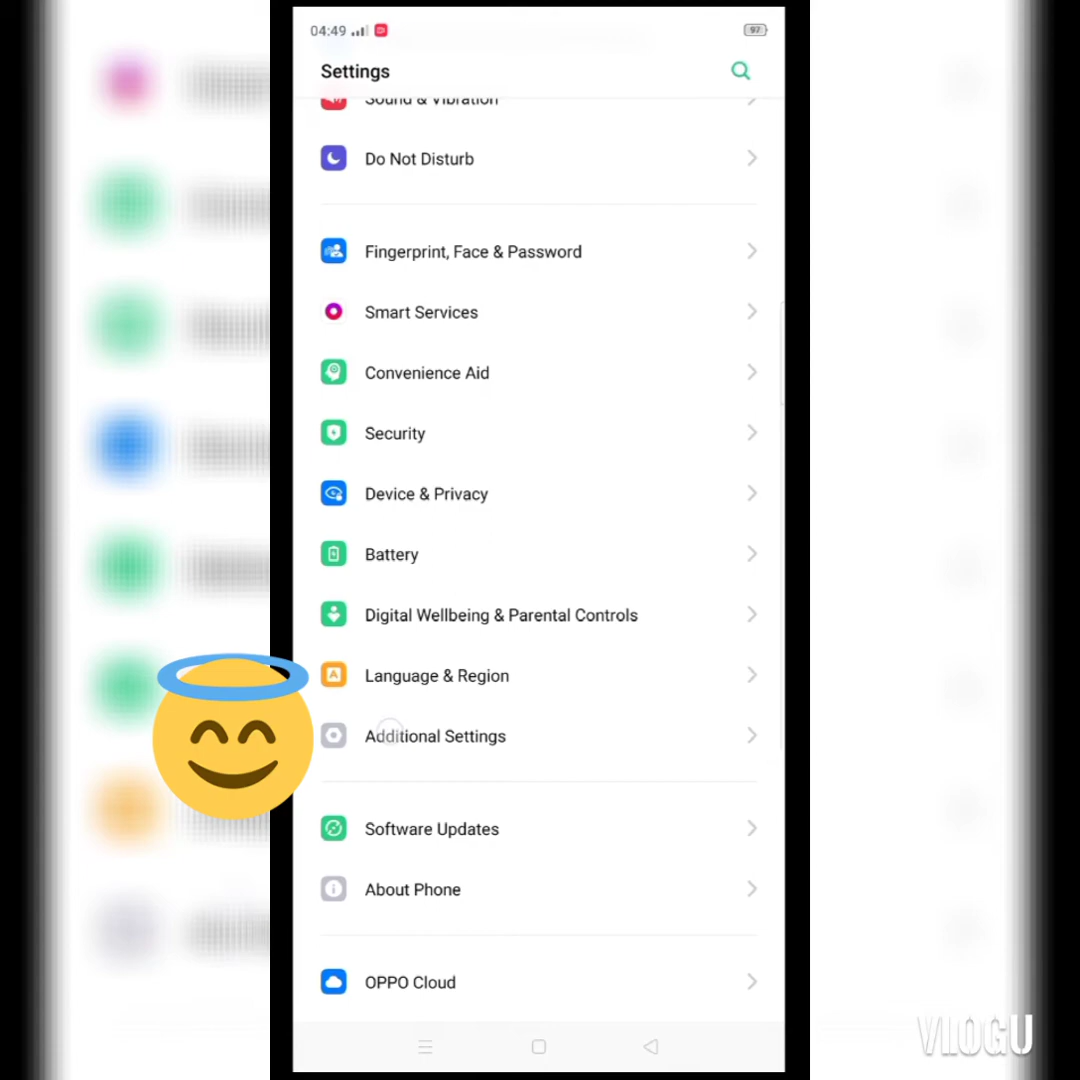 04:49
97
Settings
Sound & Vibration
Do Not Disturb
Fingerprint, Face & Password
Smart Services
Convenience Aid
Security
Device & Privacy
Battery
Digital Wellbeing & Parental Controls
Language & Region
Additional Settings
Software Updates
About Phone
OPPO Cloud
VLOGU